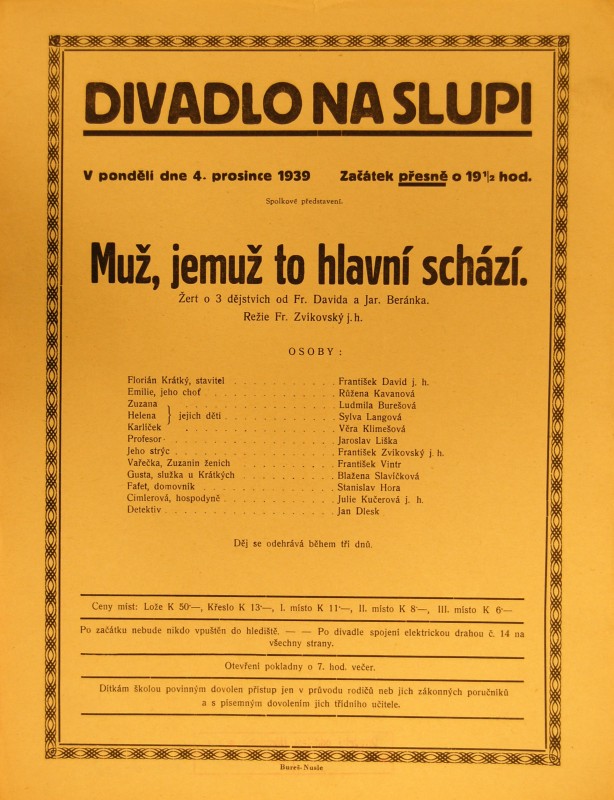 DIVADLO NA SLUPI
V pondělí dne 4. prosince 1939 Začátek přesně o 19 1/2 hod.
Spolkové představení.
Muž, jemuž to hlavní schází.
Žert o 3 dějstvích od Fr. Davida a Jar. Beránka.
Režie Fr. Zvíkovský j. h.
OSOBY:
Florián Krátký, stavitel . . . . . . . . . . . . František David j. h.
Emilie, jeho choť . . . . . . . . . . . . Růžena Kavanová
Zuzana . . . . . . . . . . . . Ludmila Burešová
Helena } jejich děti . . . . . . . . . . . . Sylva Langová
Karlíček . . . . . . . . . . . . Věra Klimešová
Profesor . . . . . . . . . . . . Jaroslav Liška
Jeho strýc . . . . . . . . . . . . František Zvíkovský j. h.
Vařečka, Zuzanin ženich . . . . . . . . . . . . František Vintr
Gusta, služka u Krátkých . . . . . . . . . . . . Blažena Slavíčková
Fafet, domovník . . . . . . . . . . . . Stanislav Hora
Cimlerová, hospodyně . . . . . . . . . . . . Julie Kučerová j. h.
Detektiv . . . . . . . . . . . . Jan Dlesk
Děj se odehrává během tří dnů.
Ceny míst: Lože K 50·—, Křeslo K 13·—, I. místo K 11·—, II. místo K 8·—, III. místo K 6·—
Po začátku nebude nikdo vpuštěn do hlediště. — — Po divadle spojení elektrickou drahou č. 14 na
všechny strany.
Otevření pokladny o 7. hod. večer.
Dítkám školou povinným dovolen přístup jen v průvodu rodičů neb jich zákonných poručníků
a s písemným dovolením jich třídního učitele.
Bureš-Nusle